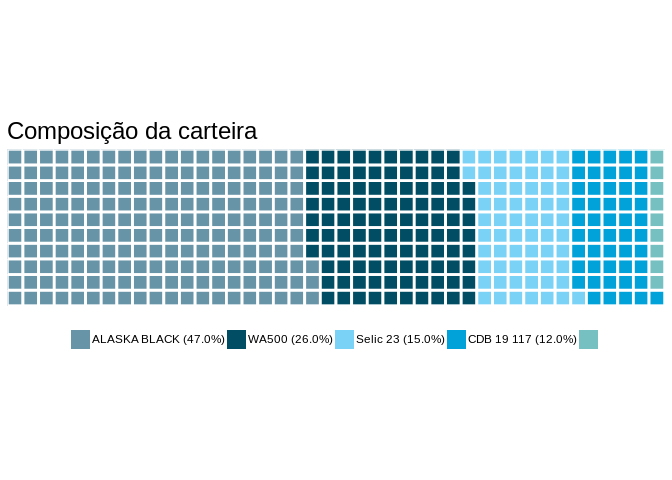 Composição da carteira
ALASKA BLACK (47.0%) WA500 (26.0%) Selic 23 (15.0%) CDB 19 117 (12.0%)